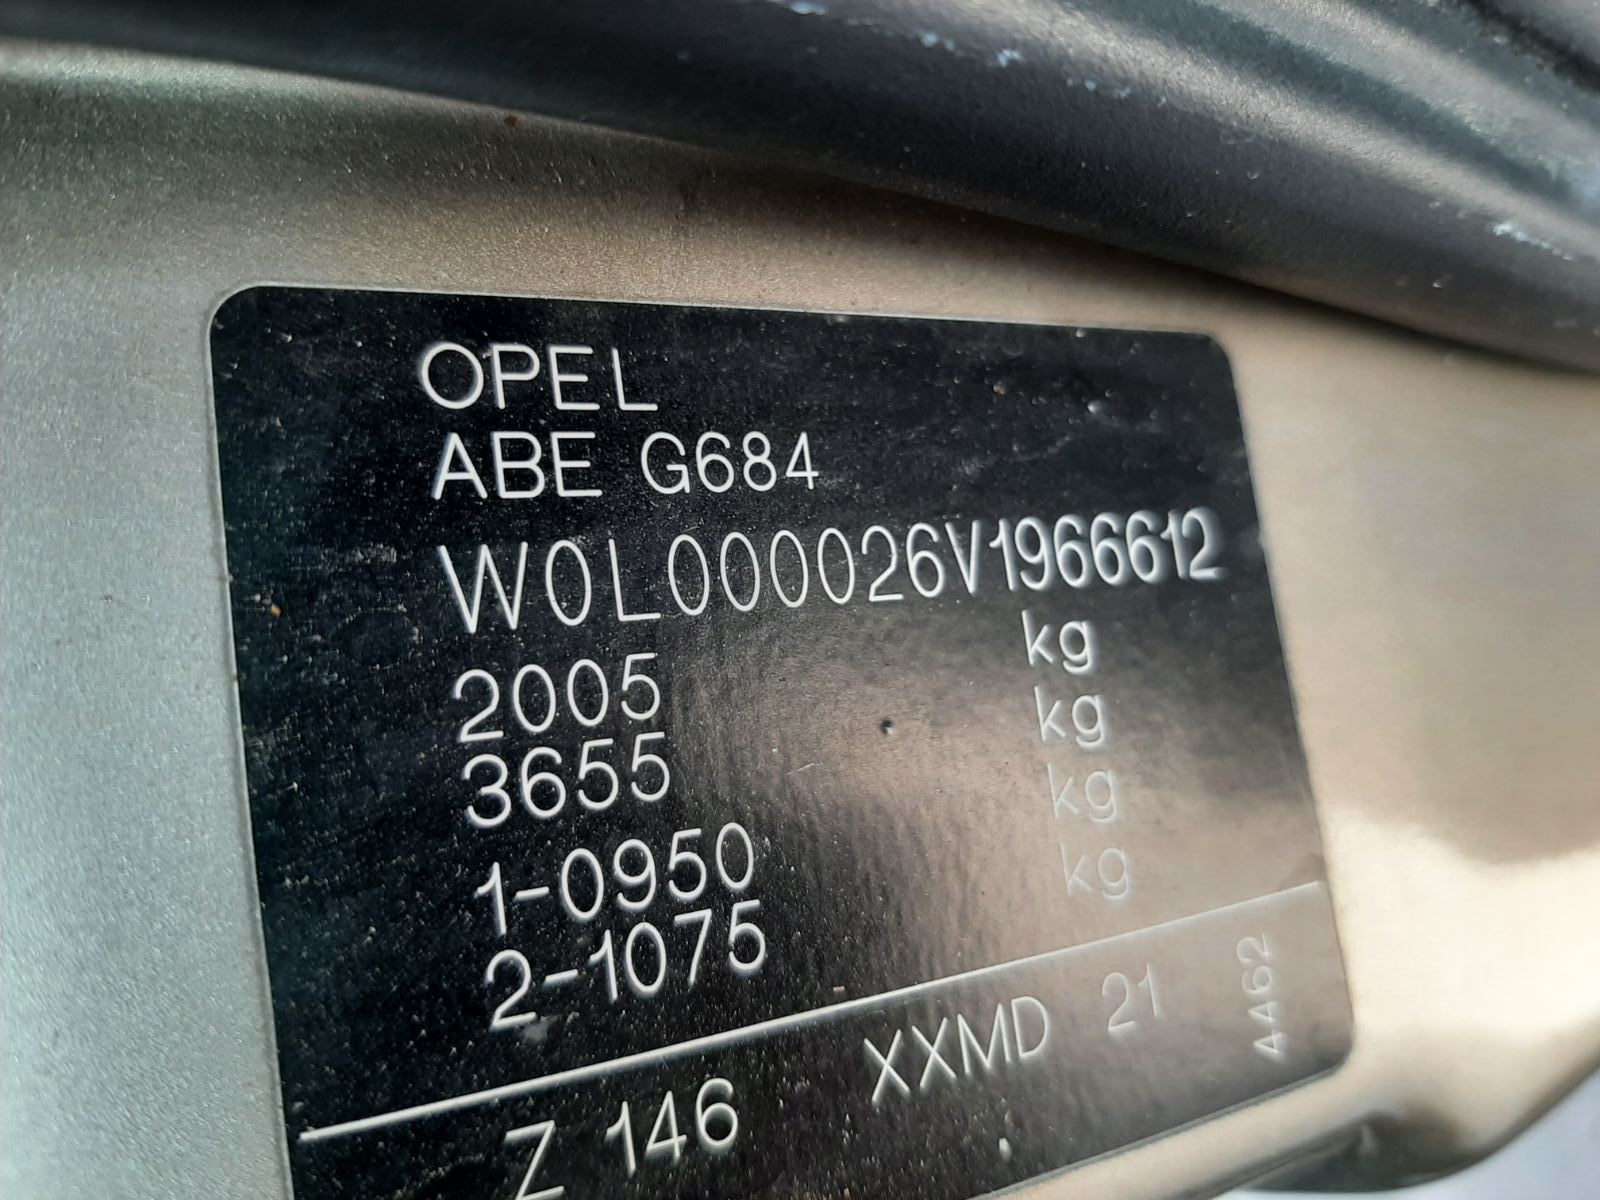 OPEL
ABE G684
W0L000026V1966612
2005 kg
3655 kg
1-0950 kg
2-1075 kg
Z 146 XXMD 21
4462